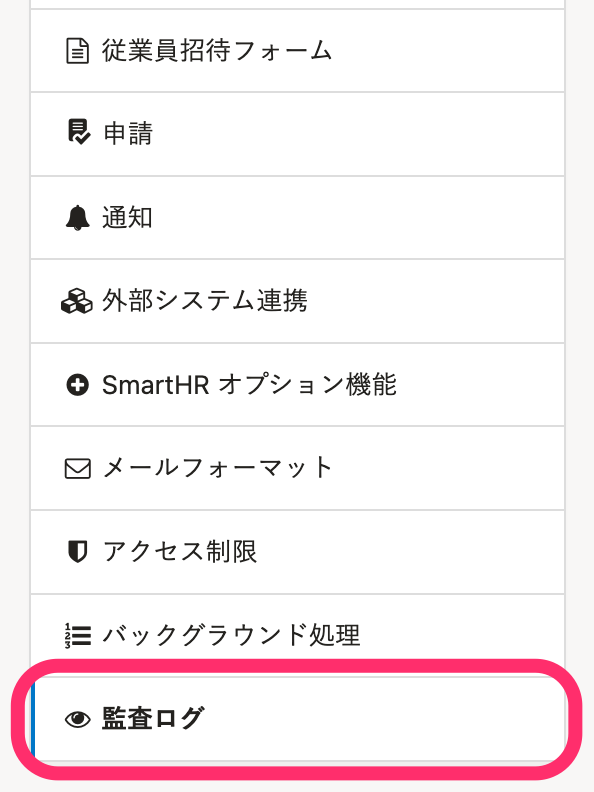 従業員招待フォーム
申請
通知
外部システム連携
SmartHR オプション機能
メールフォーマット
アクセス制限
バックグラウンド処理
監査ログ